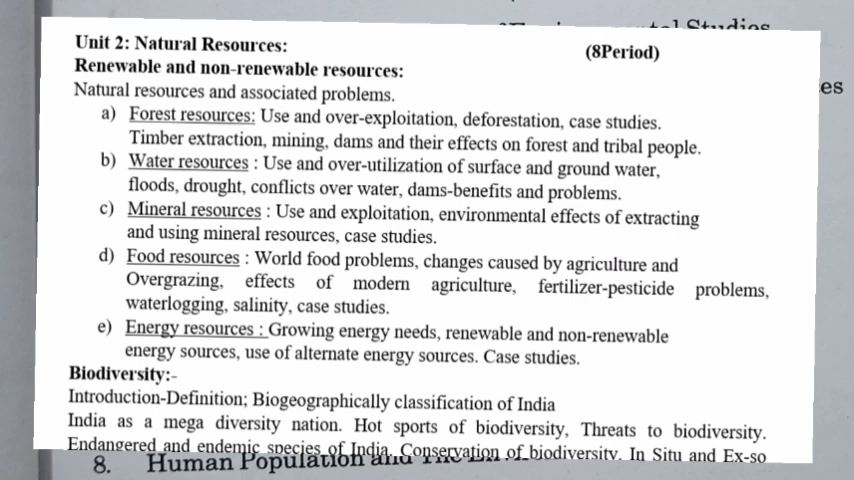 Studies
es
Unit 2: Natural Resources: (8Period)
Renewable and non-renewable resources:
Natural resources and associated problems.
a) Forest resources: Use and over-exploitation, deforestation, case studies.
Timber extraction, mining, dams and their effects on forest and tribal people.
b) Water resources : Use and over-utilization of surface and ground water,
floods, drought, conflicts over water, dams-benefits and problems.
c) Mineral resources : Use and exploitation, environmental effects of extracting
and using mineral resources, case studies.
d) Food resources : World food problems, changes caused by agriculture and
Overgrazing, effects of modern agriculture, fertilizer-pesticide problems,
waterlogging, salinity, case studies.
e) Energy resources : Growing energy needs, renewable and non-renewable
energy sources, use of alternate energy sources. Case studies.
Biodiversity:-
Introduction-Definition; Biogeographically classification of India
India as a mega diversity nation. Hot sports of biodiversity, Threats to biodiversity.
Endangered and endemic species of India. Conservation of biodiversity. In Situ and Ex-so
8. Human Population and The